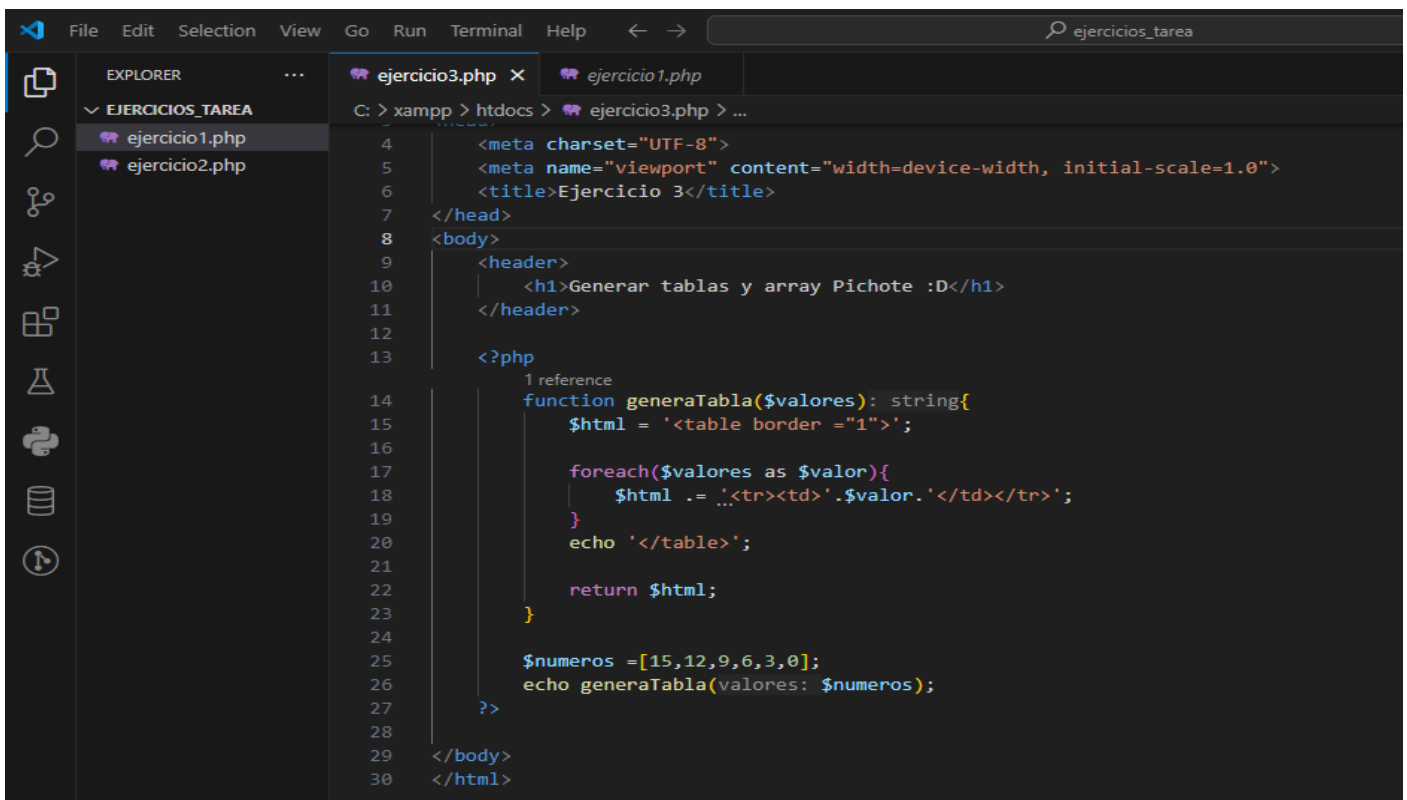 File Edit Selection View Go Run Terminal Help ← → ejercicios_tarea
EXPLORER ...
ejercicio3.php × ejercicio1.php
EJERCICIOS_TAREA
ejercicio1.php
ejercicio2.php
C: > xampp > htdocs > ejercicio3.php > ...
4 <meta charset="UTF-8">
5 <meta name="viewport" content="width=device-width, initial-scale=1.0">
6 <title>Ejercicio 3</title>
7 </head>
8 <body>
9 <header>
10 <h1>Generar tablas y array Pichote :D</h1>
11 </header>
12
13 <?php
1 reference
14 function generaTabla($valores): string{
15 $html = '<table border ="1">';
16
17 foreach($valores as $valor){
18 $html .= '<tr><td>'.$valor.'</td></tr>';
19 }
20 echo '</table>';
21
22 return $html;
23 }
24
25 $numeros =[15,12,9,6,3,0];
26 echo generaTabla(valores: $numeros);
27 ?>
28
29 </body>
30 </html>